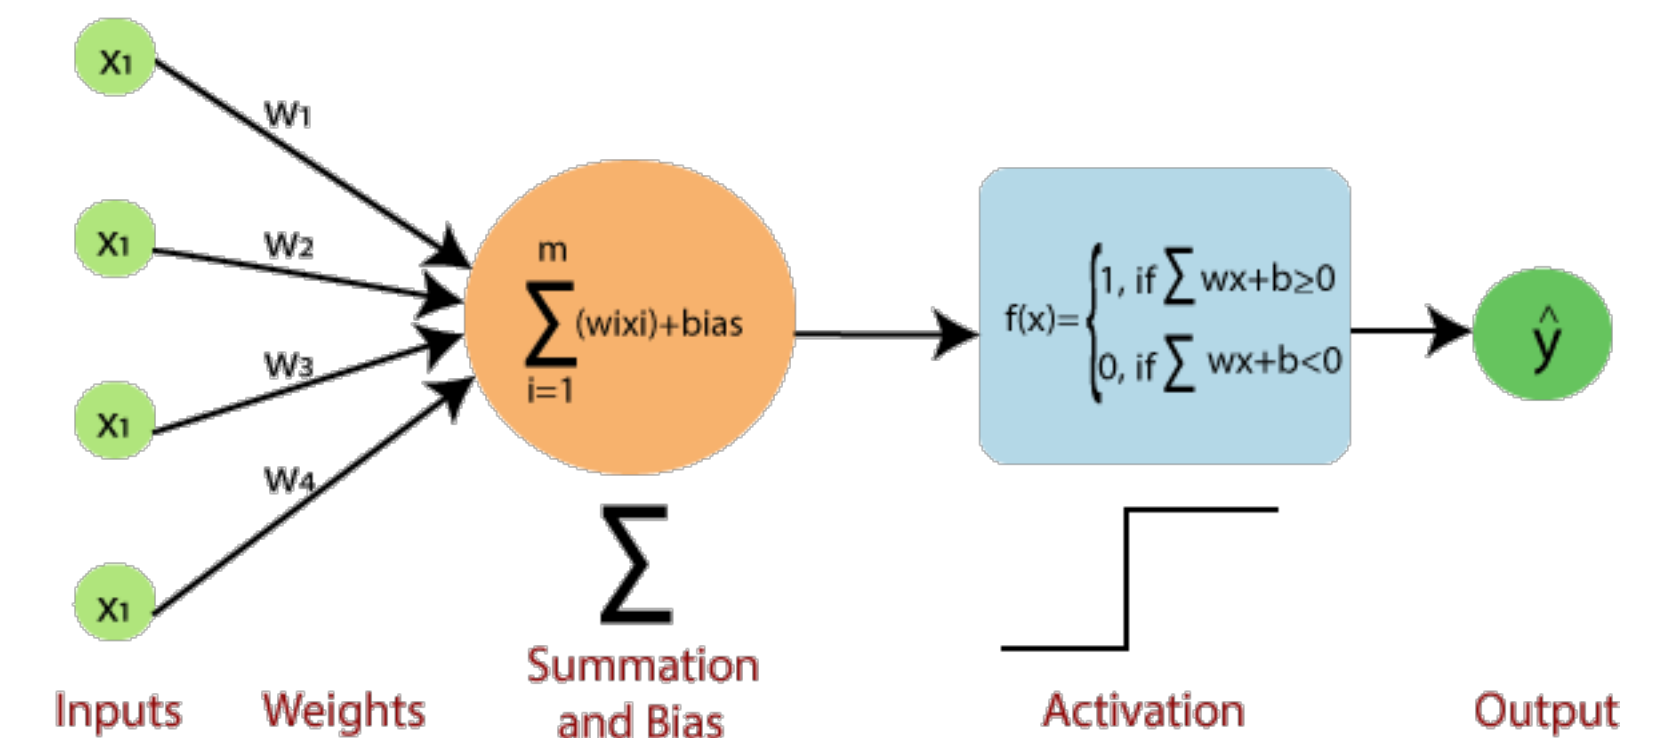 x1
x1
x1
x1
w1
w2
w3
w4
m
∑(wixi)+bias
i=1
f(x)={
1, if ∑ wx+b≥0
0, if ∑ wx+b<0
ŷ
∑
Inputs
Weights
Summation
and Bias
Activation
Output